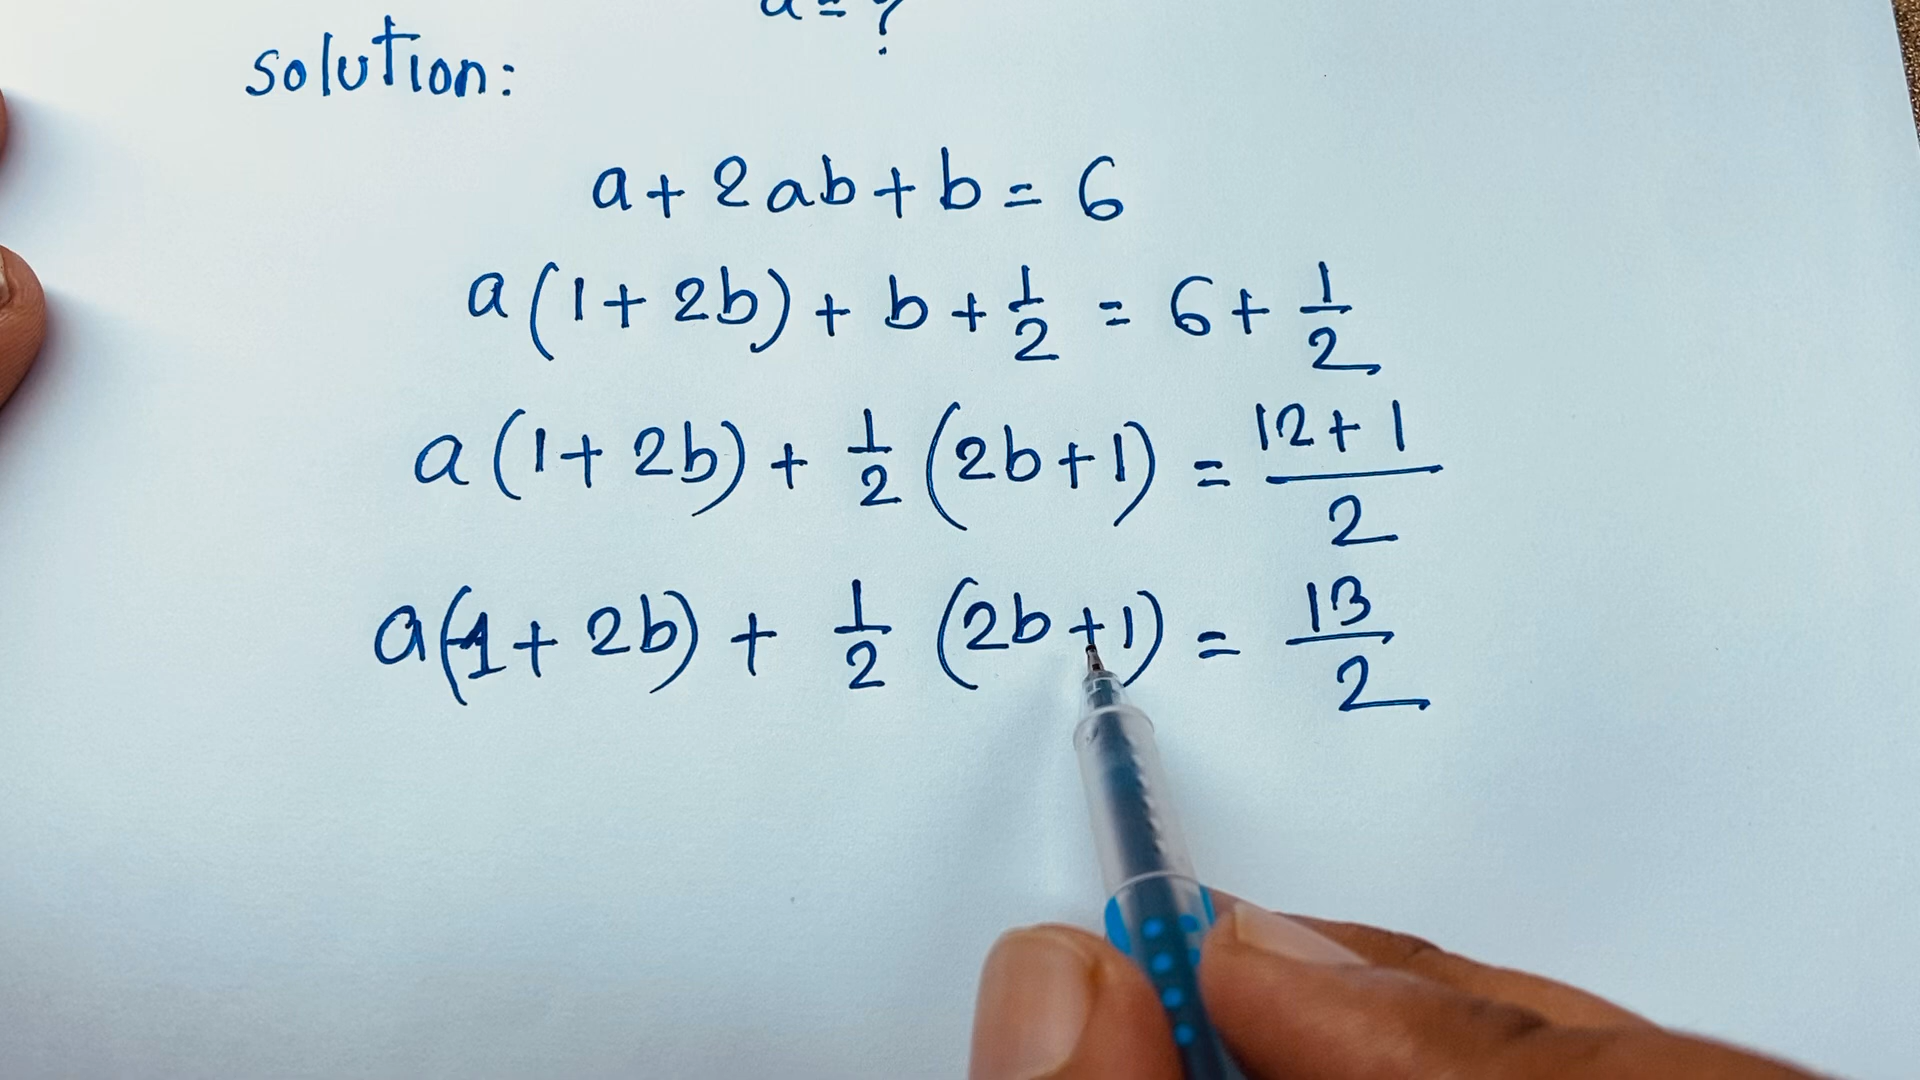 a = ?
solution:
a + 2ab + b = 6
a(1 + 2b) + b + 1/2 = 6 + 1/2
a(1 + 2b) + 1/2 (2b + 1) = 12 + 1 / 2
a(1 + 2b) + 1/2 (2b + 1) = 13/2